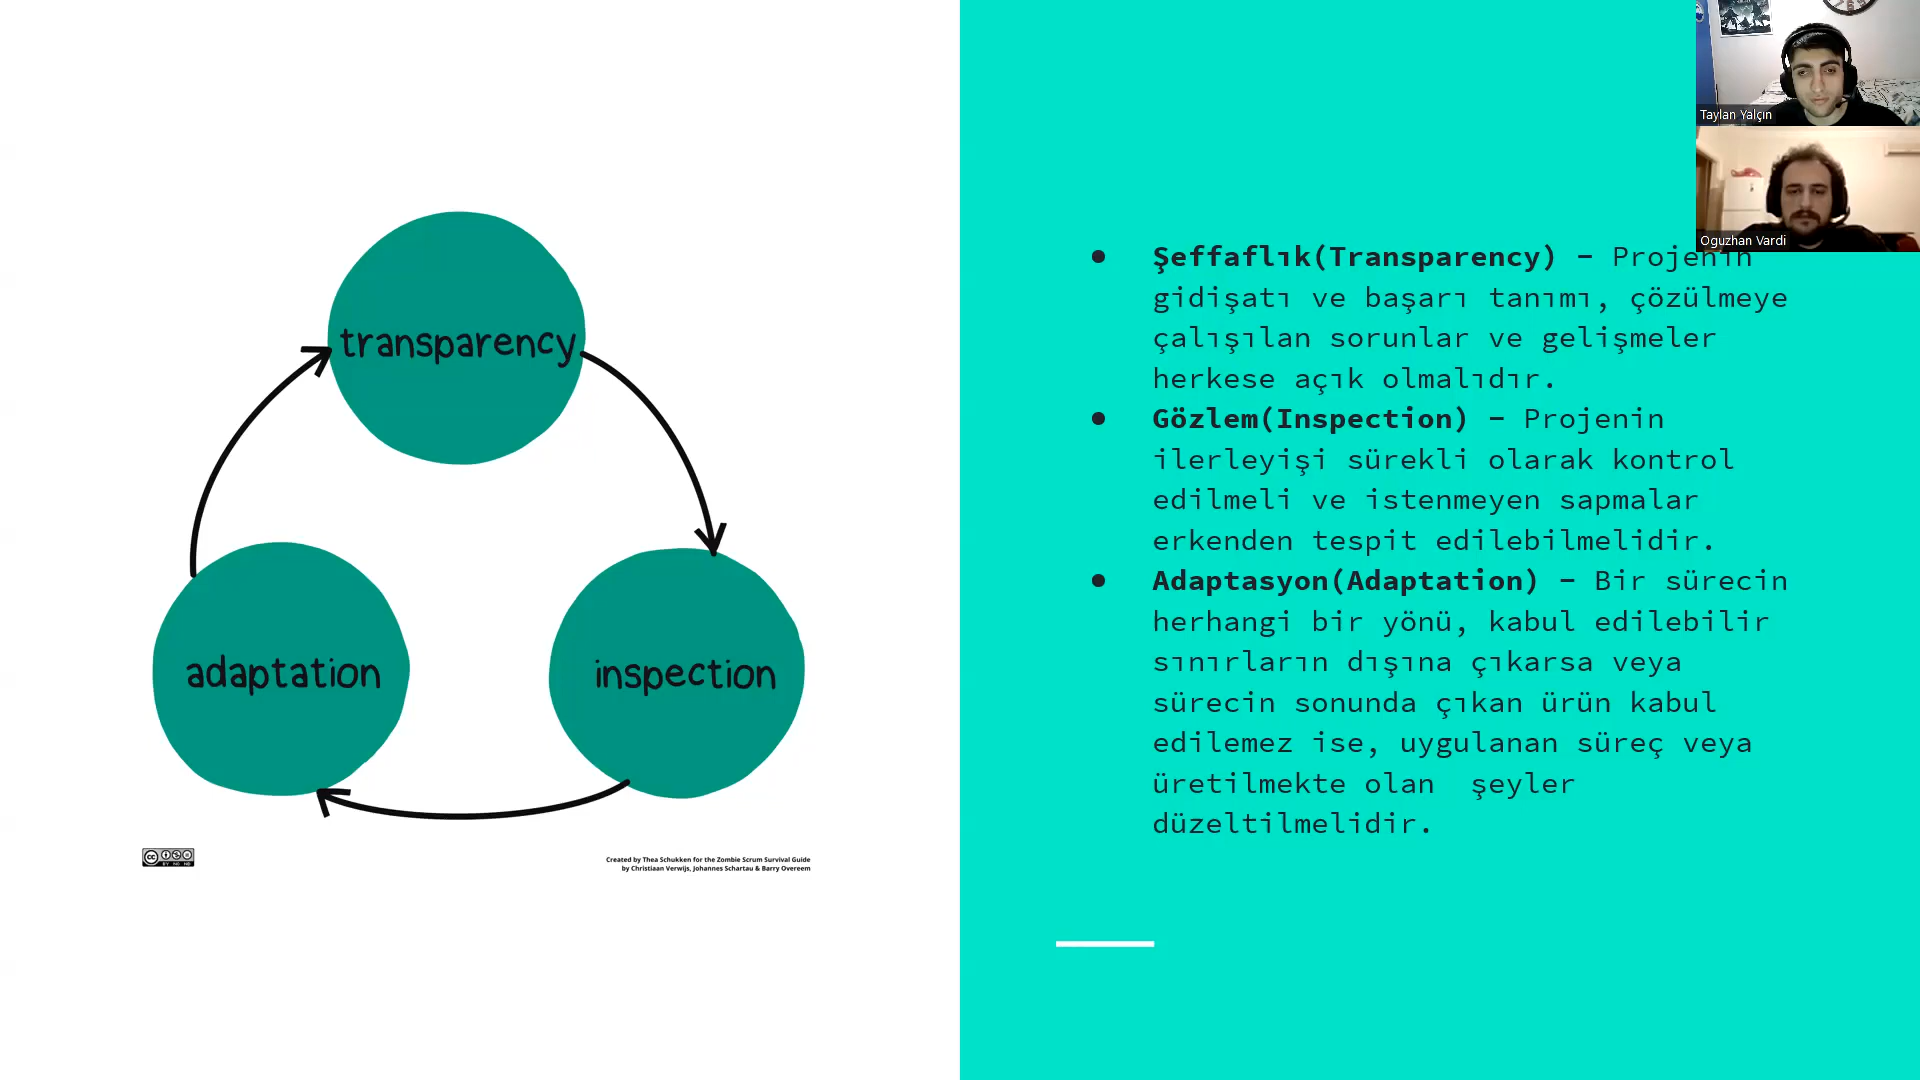 transparency
adaptation
inspection
Created by Thea Schukken for the Zombie Scrum Survival Guide
by Christiaan Verwijs, Johannes Schartau & Barry Overeem
cc
BY NC ND
Taylan Yalçın
Oguzhan Vardi
● Şeffaflık(Transparency) – Projenin
gidişatı ve başarı tanımı, çözülmeye
çalışılan sorunlar ve gelişmeler
herkese açık olmalıdır.
● Gözlem(Inspection) – Projenin
ilerleyişi sürekli olarak kontrol
edilmeli ve istenmeyen sapmalar
erkenden tespit edilebilmelidir.
● Adaptasyon(Adaptation) – Bir sürecin
herhangi bir yönü, kabul edilebilir
sınırların dışına çıkarsa veya
sürecin sonunda çıkan ürün kabul
edilemez ise, uygulanan süreç veya
üretilmekte olan  şeyler
düzeltilmelidir.